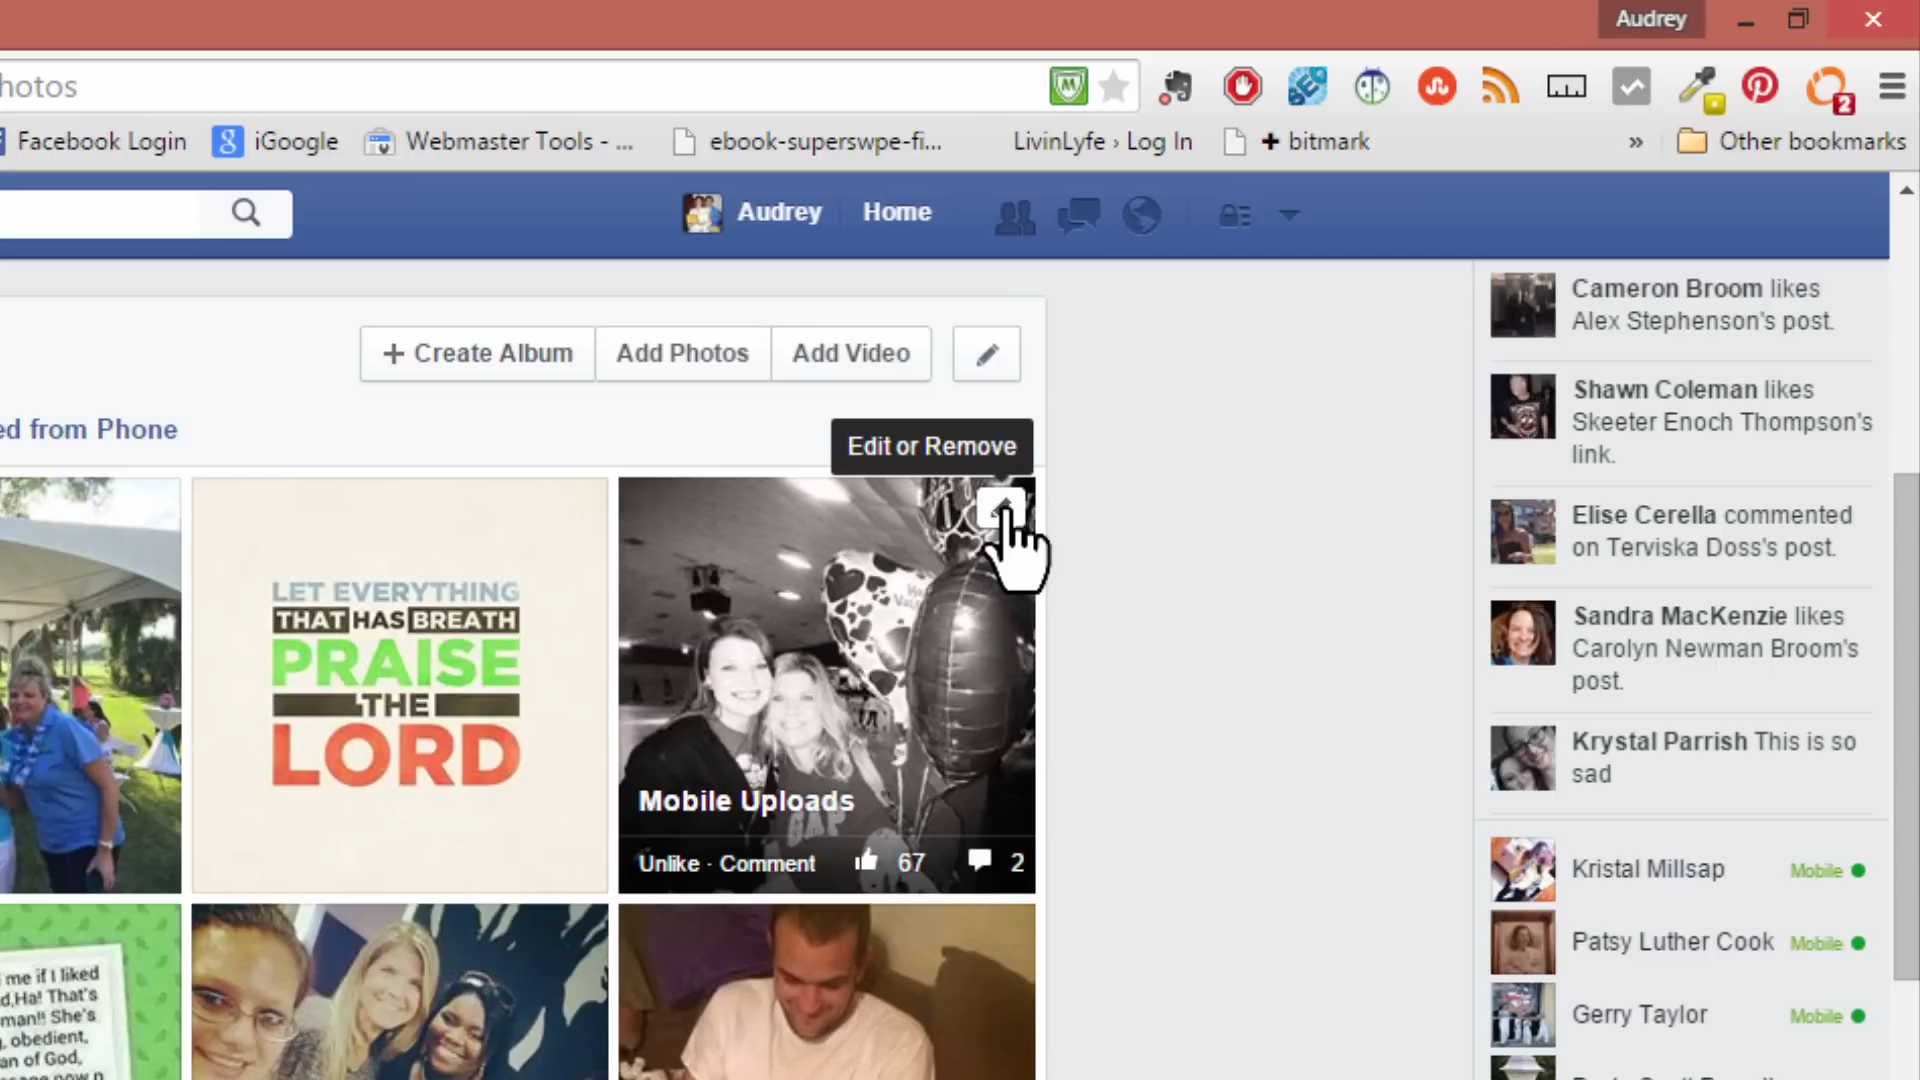 Audrey
hotos
Facebook Login
iGoogle
Webmaster Tools - ...
ebook-superswpe-fi...
LivinLyfe › Log In
+ bitmark
»
Other bookmarks
2
Audrey
Home
+ Create Album
Add Photos
Add Video
ed from Phone
Edit or Remove
LET EVERYTHING
THAT HAS BREATH
PRAISE
THE
LORD
Mobile Uploads
GAP
Unlike · Comment
67
2
me if I liked
d,Ha! That's
man!! She's
, obedient,
an of God,
Cameron Broom likes
Alex Stephenson's post.
Shawn Coleman likes
Skeeter Enoch Thompson's
link.
Elise Cerella commented
on Terviska Doss's post.
Sandra MacKenzie likes
Carolyn Newman Broom's
post.
Krystal Parrish This is so
sad
Kristal Millsap
Mobile
Patsy Luther Cook
Mobile
Gerry Taylor
Mobile